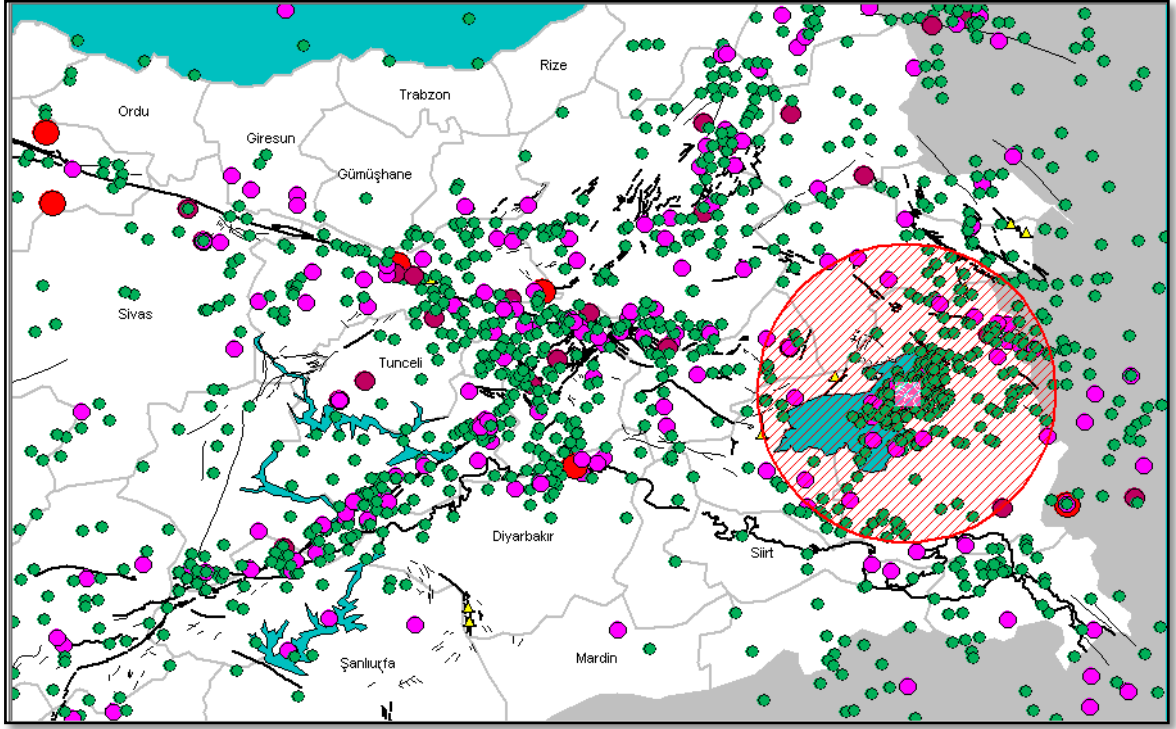 Rize
Trabzon
Ordu
Giresun
Gümüşhane
Sivas
Tunceli
Diyarbakır
Siirt
Mardin
Şanlıurfa